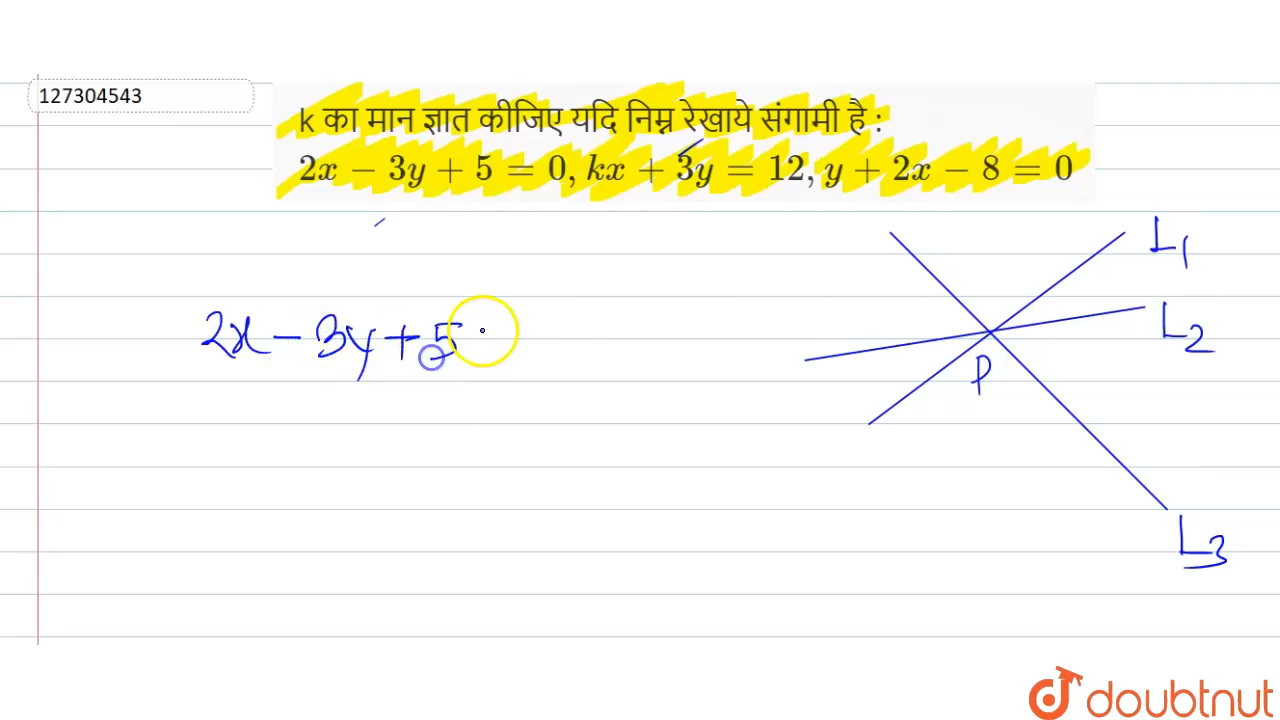 127304543
k का मान ज्ञात कीजिए यदि निम्न रेखाये संगामी है :
2x − 3y + 5 = 0, kx + 3y = 12, y + 2x − 8 = 0
L1
2x − 3y + 5
L2
P
L3
doubtnut